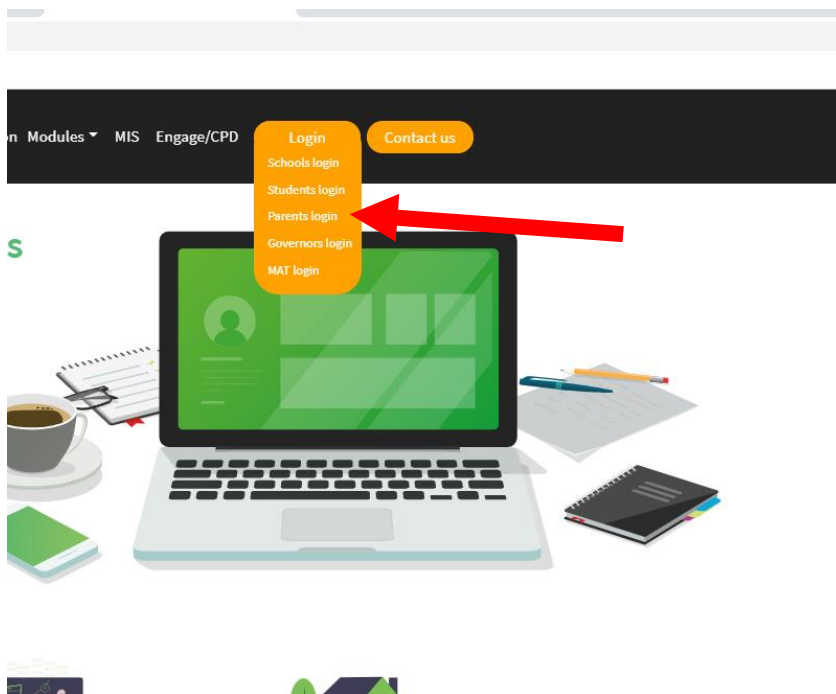 Modules MIS Engage/CPD Login Contact us
Schools login
Students login
Parents login
Governors login
MAT login
s